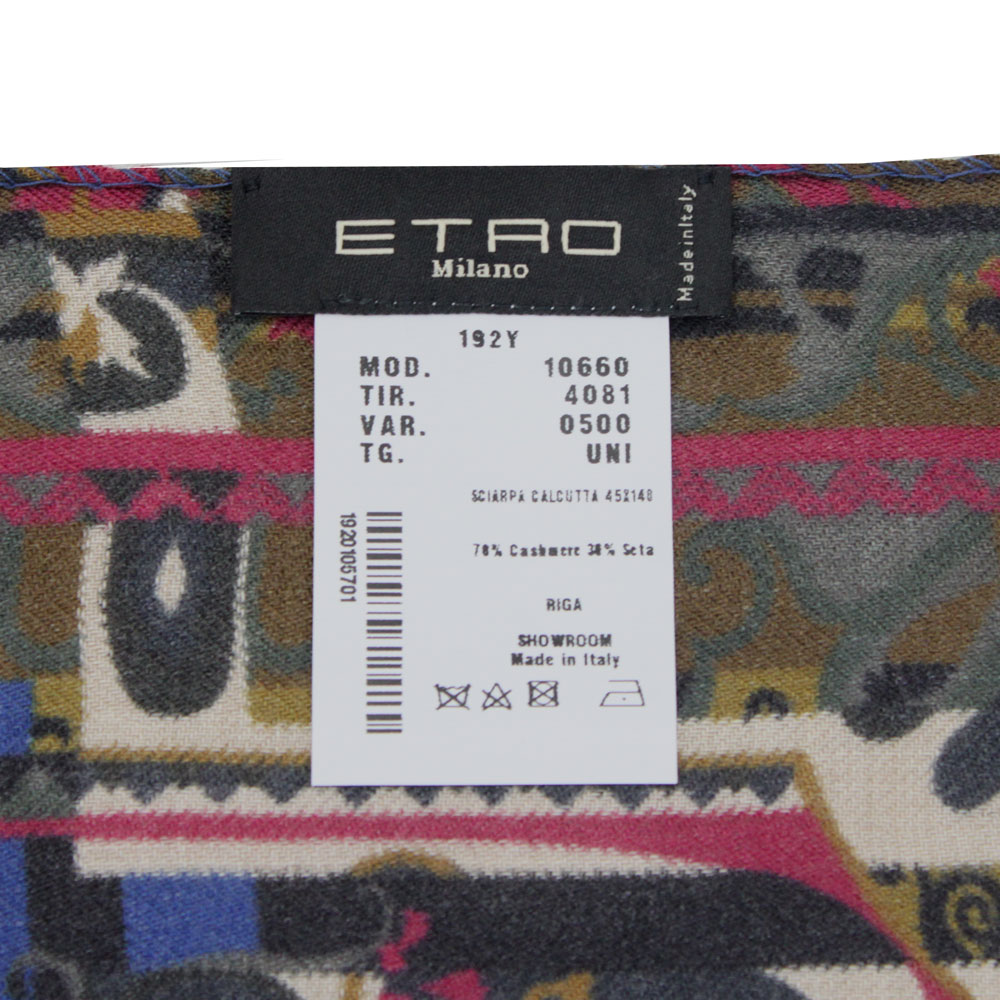 ETRO
Milano
Made in Italy
192Y
MOD. 10660
TIR. 4081
VAR. 0500
TG. UNI
SCIARPA CALCUTTA 452148
70% Cashmere 30% Seta
RIGA
SHOWROOM
Made in Italy
1920105701